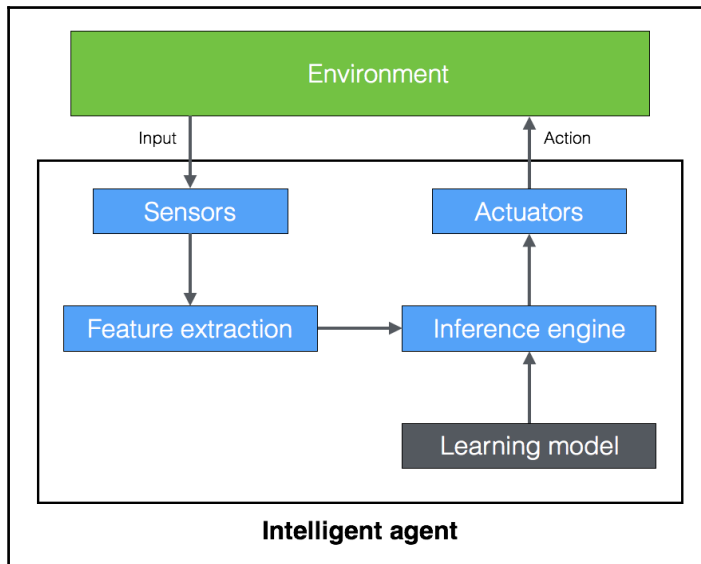 Environment
Input
Action
Sensors
Actuators
Feature extraction
Inference engine
Learning model
Intelligent agent